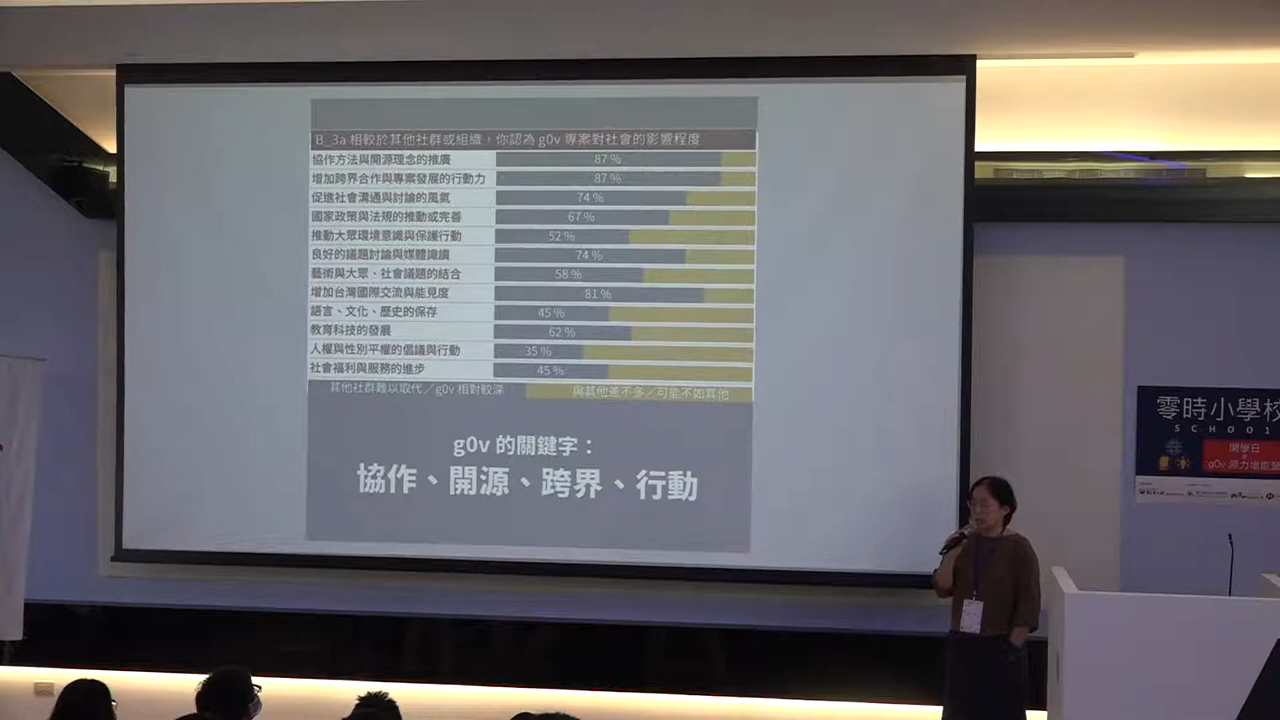 B_3a 相較於其他社群或組織，你認為 g0v 專案對社會的影響程度
協作方法與開源理念的推廣 87 %
增加跨界合作與專案發展的行動力 87 %
促進社會溝通與討論的風氣 74 %
國家政策與法規的推動或完善 67 %
推動大眾環境意識與保護行動 52 %
良好的議題討論與媒體識讀 74 %
藝術與大眾、社會議題的結合 58 %
增加台灣國際交流與能見度 81 %
語言、文化、歷史的保存 45 %
教育科技的發展 62 %
人權與性別平權的倡議與行動 35 %
社會福利與服務的進步 45 %
其他社群難以取代／g0v 相對較深 與其他差不多／可能不如其他
g0v 的關鍵字：
協作、開源、跨界、行動
零時小學校
SCHOOL
開學日
g0v 源力增能